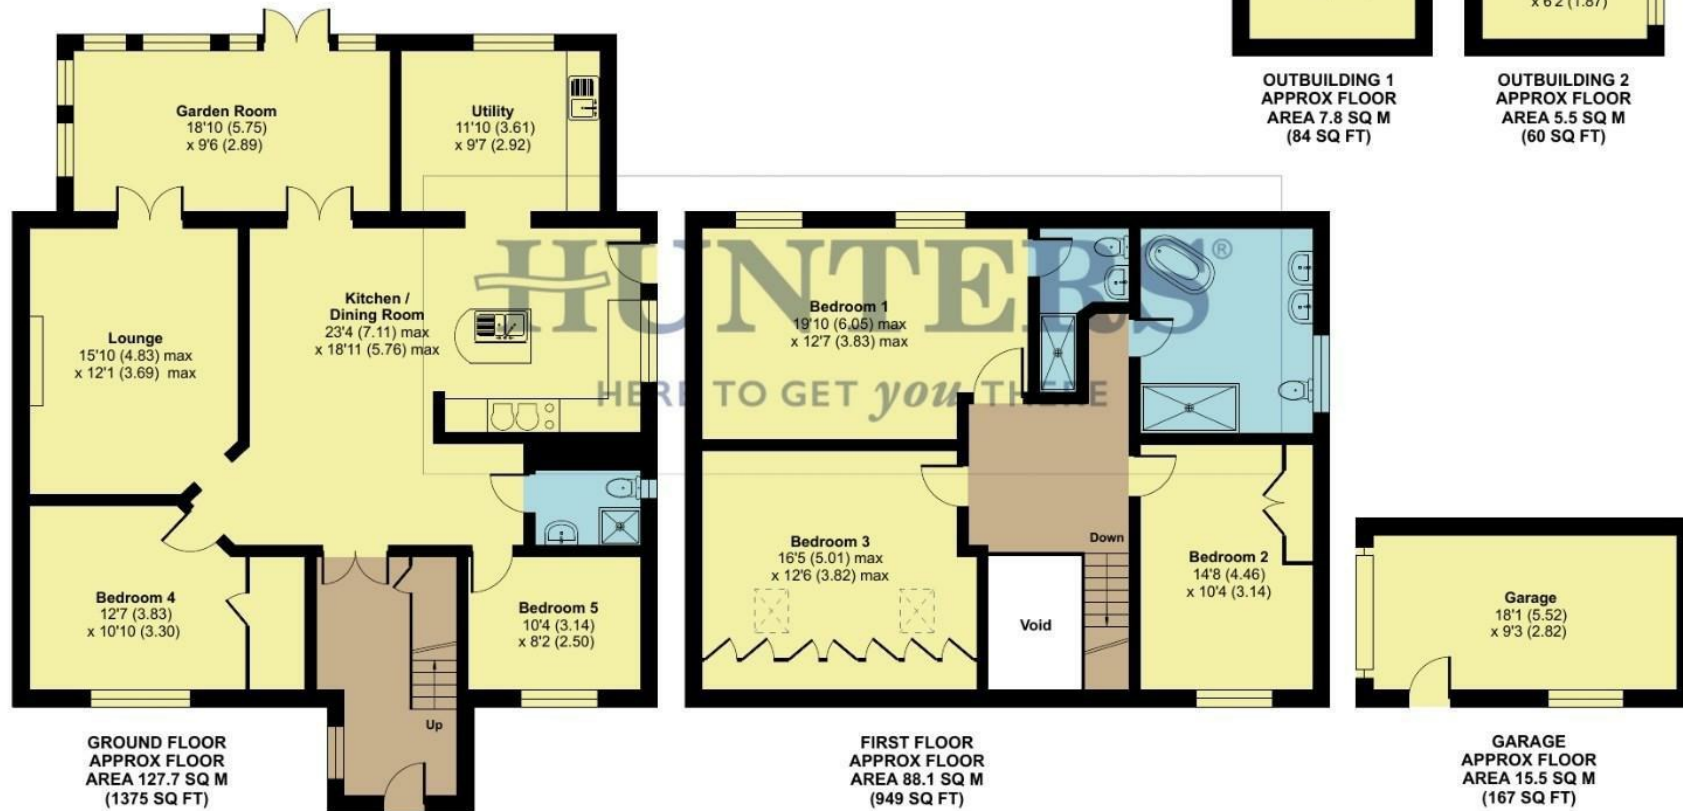 x 6'2 (1.87)
OUTBUILDING 1
APPROX FLOOR
AREA 7.8 SQ M
(84 SQ FT)
OUTBUILDING 2
APPROX FLOOR
AREA 5.5 SQ M
(60 SQ FT)
Garden Room
18'10 (5.75)
x 9'6 (2.89)
Utility
11'10 (3.61)
x 9'7 (2.92)
HUNTERS®
HERE TO GET you THERE
Lounge
15'10 (4.83) max
x 12'1 (3.69) max
Kitchen /
Dining Room
23'4 (7.11) max
x 18'11 (5.76) max
Bedroom 4
12'7 (3.83)
x 10'10 (3.30)
Bedroom 5
10'4 (3.14)
x 8'2 (2.50)
Up
GROUND FLOOR
APPROX FLOOR
AREA 127.7 SQ M
(1375 SQ FT)
Bedroom 1
19'10 (6.05) max
x 12'7 (3.83) max
Bedroom 3
16'5 (5.01) max
x 12'6 (3.82) max
Down
Void
Bedroom 2
14'8 (4.46)
x 10'4 (3.14)
FIRST FLOOR
APPROX FLOOR
AREA 88.1 SQ M
(949 SQ FT)
Garage
18'1 (5.52)
x 9'3 (2.82)
GARAGE
APPROX FLOOR
AREA 15.5 SQ M
(167 SQ FT)